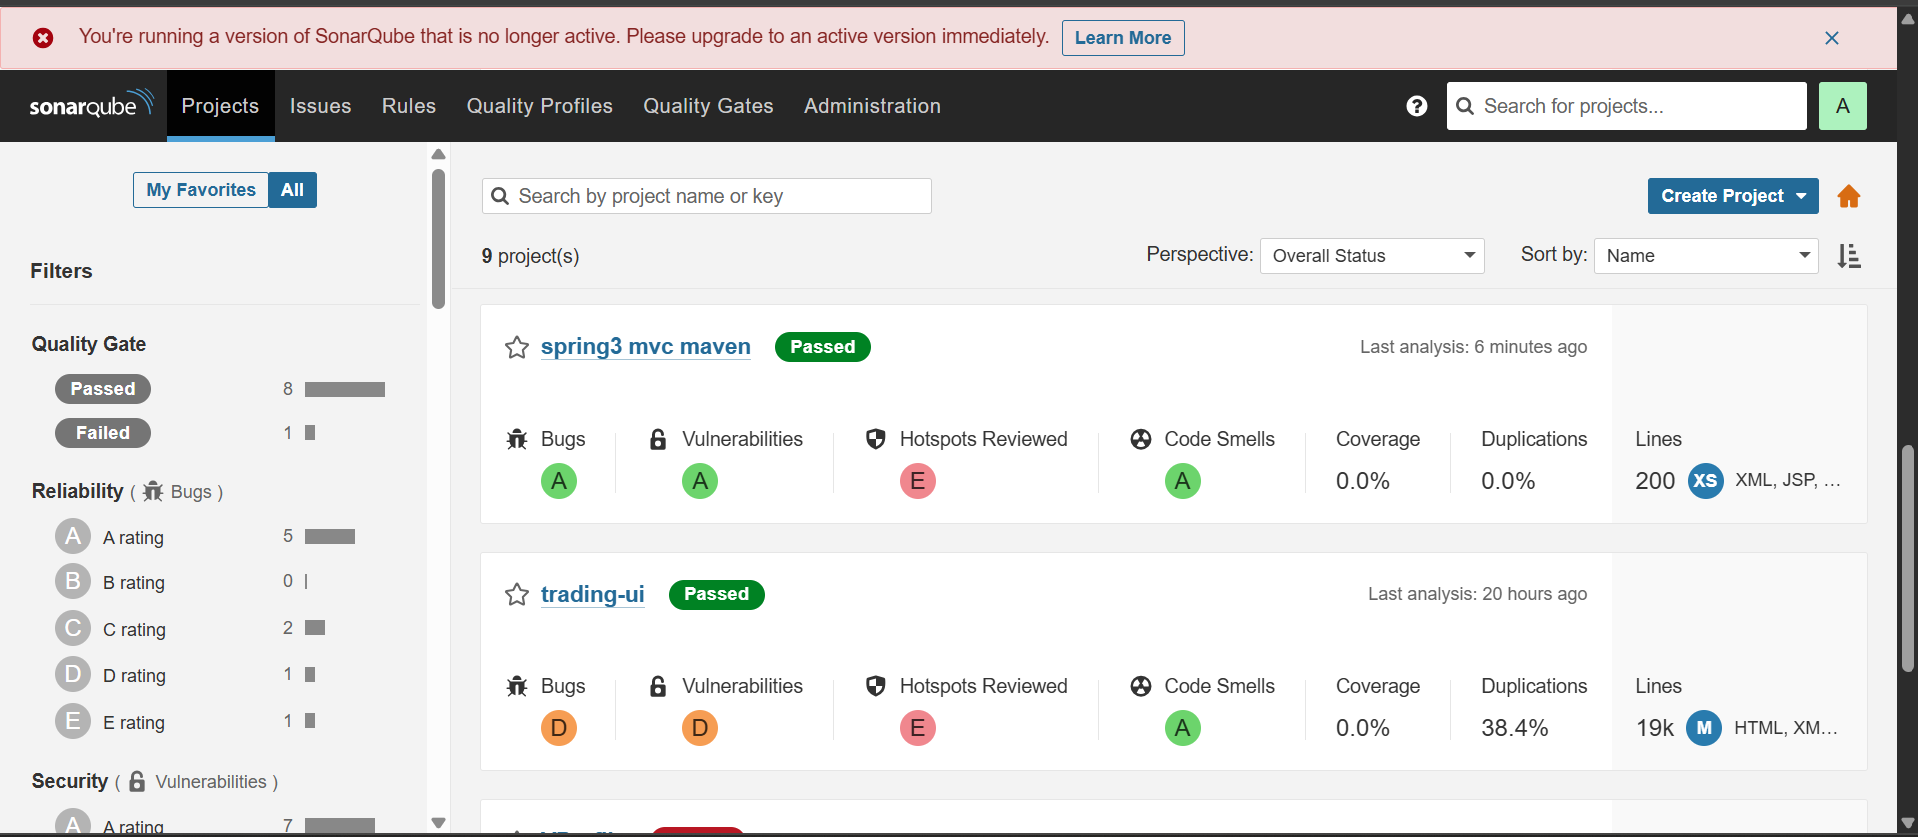 You're running a version of SonarQube that is no longer active. Please upgrade to an active version immediately. Learn More
sonarqube Projects Issues Rules Quality Profiles Quality Gates Administration Search for projects... A
My Favorites All
Search by project name or key
Create Project
9 project(s)
Perspective: Overall Status
Sort by: Name
Filters
Quality Gate
Passed 8
Failed 1
Reliability ( Bugs )
A A rating 5
B B rating 0
C C rating 2
D D rating 1
E E rating 1
Security ( Vulnerabilities )
A A rating 7
spring3 mvc maven Passed Last analysis: 6 minutes ago
Bugs Vulnerabilities Hotspots Reviewed Code Smells Coverage Duplications Lines
A A E A 0.0% 0.0% 200 XS XML, JSP, ...
trading-ui Passed Last analysis: 20 hours ago
Bugs Vulnerabilities Hotspots Reviewed Code Smells Coverage Duplications Lines
D D E A 0.0% 38.4% 19k M HTML, XM...